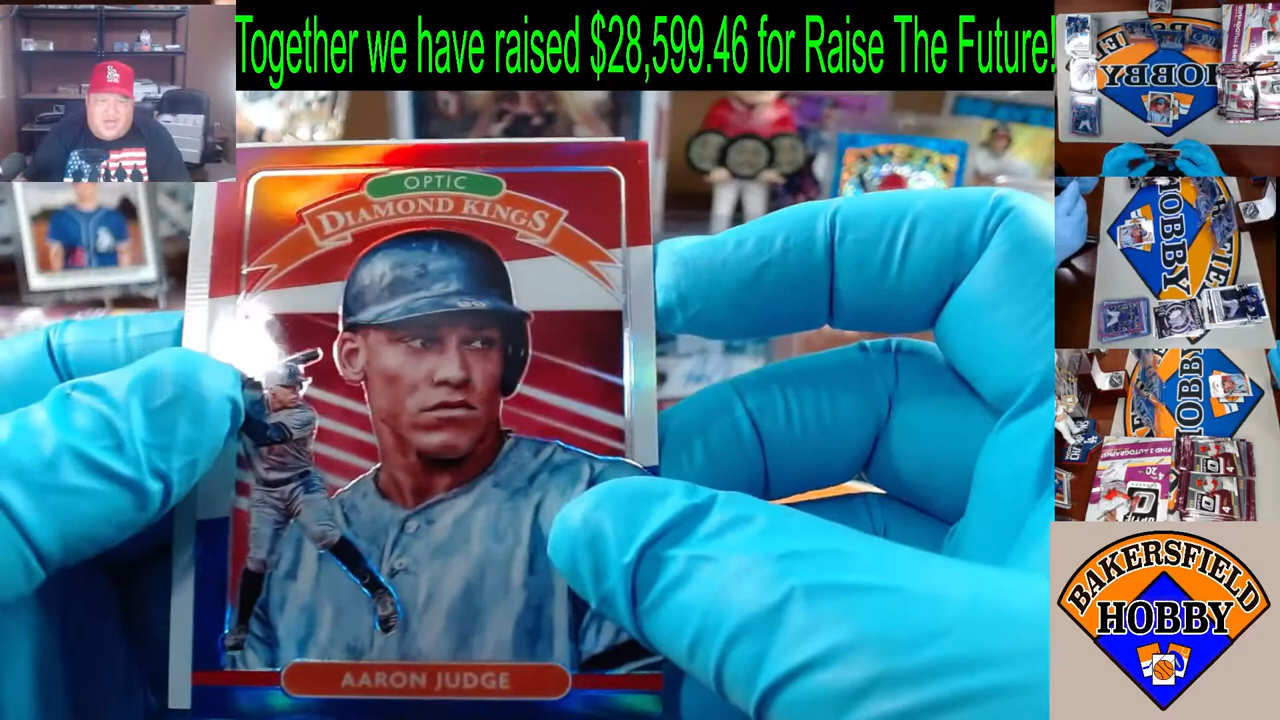 Together we have raised $28,599.46 for Raise The Future!
OPTIC
DIAMOND KINGS
AARON JUDGE
HOBBY
HOBBY
HOBBY
BAKERSFIELD
HOBBY